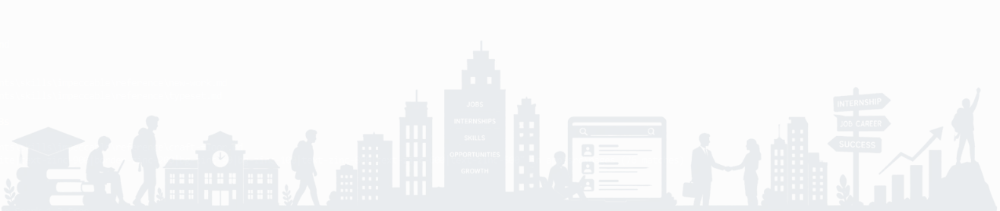 JOBS
INTERNSHIPS
SKILLS
OPPORTUNITIES
GROWTH
INTERNSHIP
JOB CAREER
SUCCESS